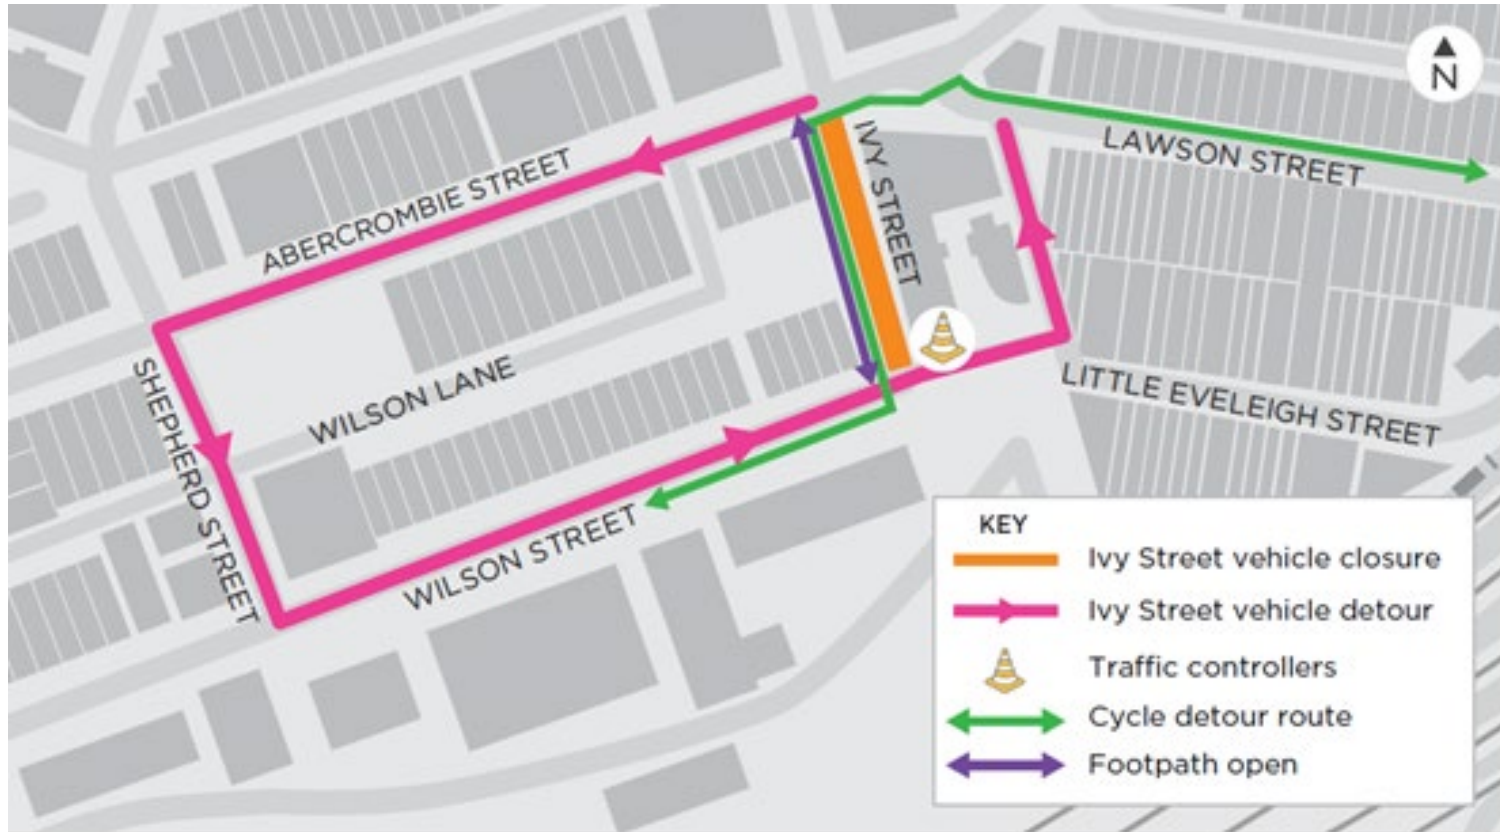 N
IVY STREET
LAWSON STREET
ABERCROMBIE STREET
WILSON LANE
SHEPHERD STREET
LITTLE EVELEIGH STREET
WILSON STREET
KEY
Ivy Street vehicle closure
Ivy Street vehicle detour
Traffic controllers
Cycle detour route
Footpath open